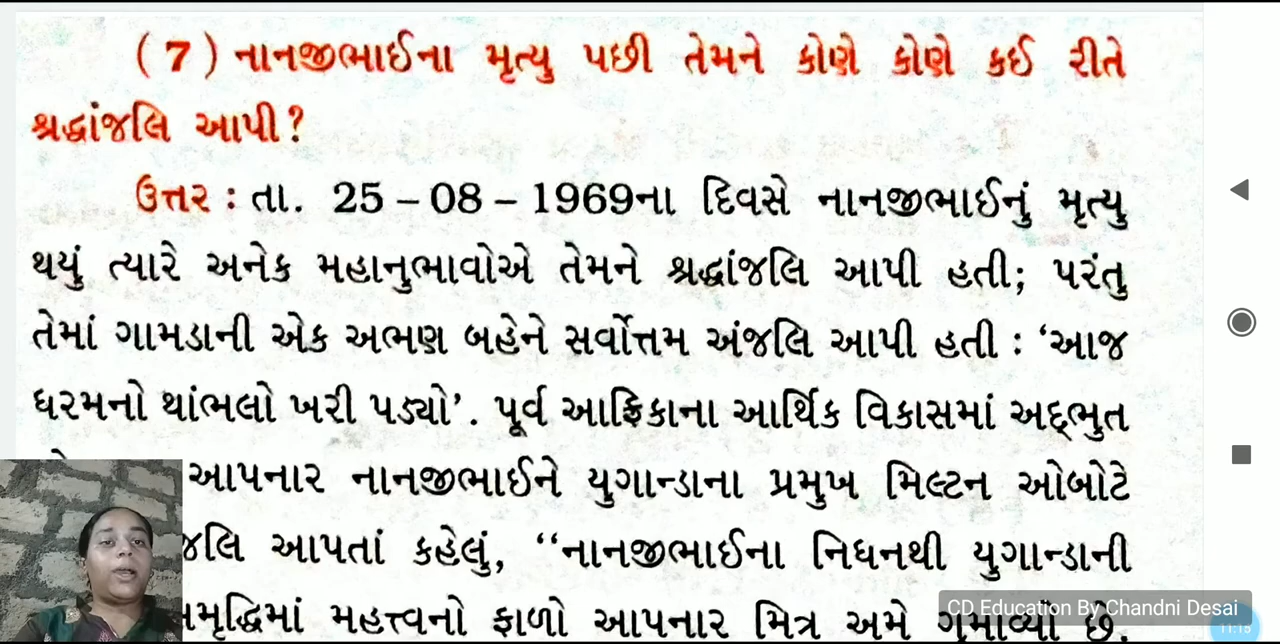 (7) નાનજીભાઈના મૃત્યુ પછી તેમને કોણે કોણે કઈ રીતે
શ્રદ્ધાંજલિ આપી?
ઉત્તર : તા. 25 – 08 – 1969ના દિવસે નાનજીભાઈનું મૃત્યુ
થયું ત્યારે અનેક મહાનુભાવોએ તેમને શ્રદ્ધાંજલિ આપી હતી; પરંતુ
તેમાં ગામડાની એક અભણ બહેને સર્વોત્તમ અંજલિ આપી હતી : ‘આજ
ધરમનો થાંભલો ખરી પડ્યો’. પૂર્વ આફ્રિકાના આર્થિક વિકાસમાં અદ્ભુત
આપનાર નાનજીભાઈને યુગાન્ડાના પ્રમુખ મિલ્ટન ઓબોટે
આપતાં કહેલું, “નાનજીભાઈના નિધનથી યુગાન્ડાની
મહત્ત્વનો ફાળો આપનાર મિત્ર અમે ગુમાવ્યો છે.
CD Education By Chandni Desai
11:15